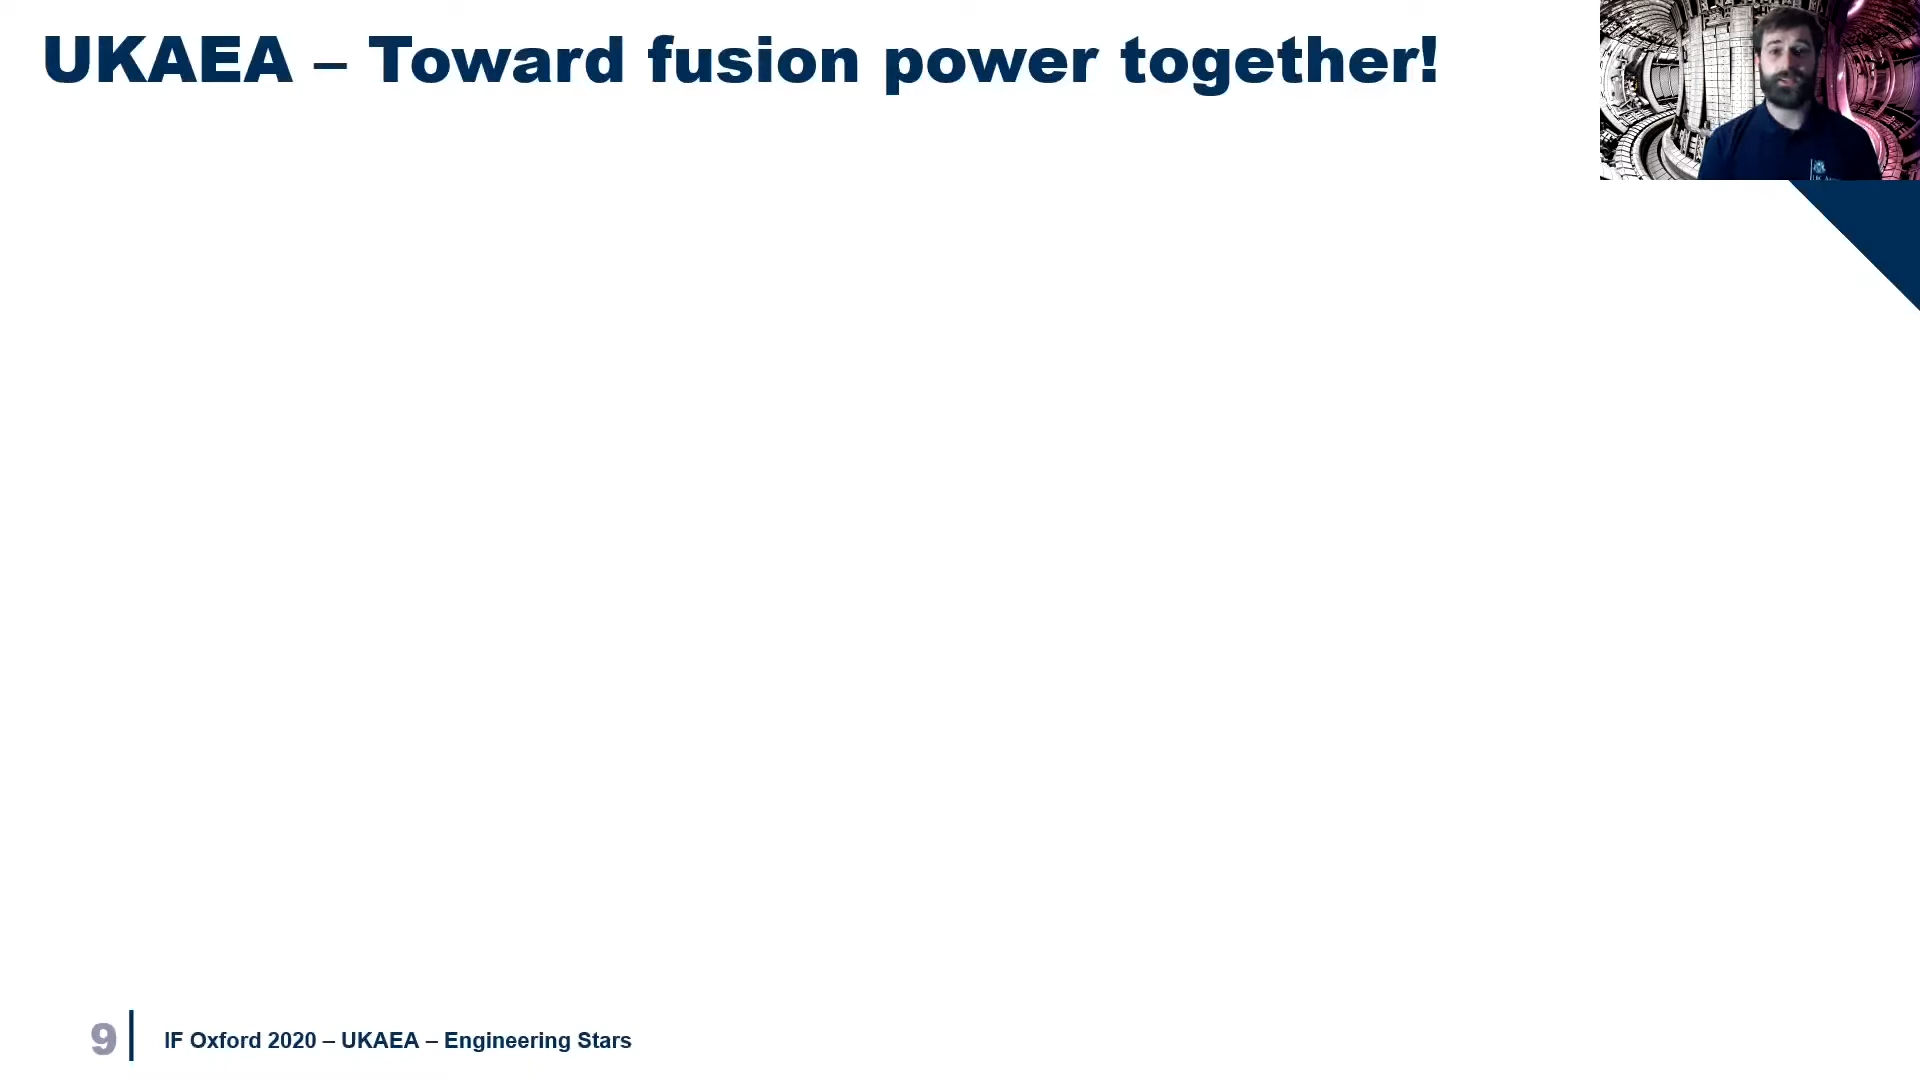 UKAEA – Toward fusion power together!
9
IF Oxford 2020 – UKAEA – Engineering Stars